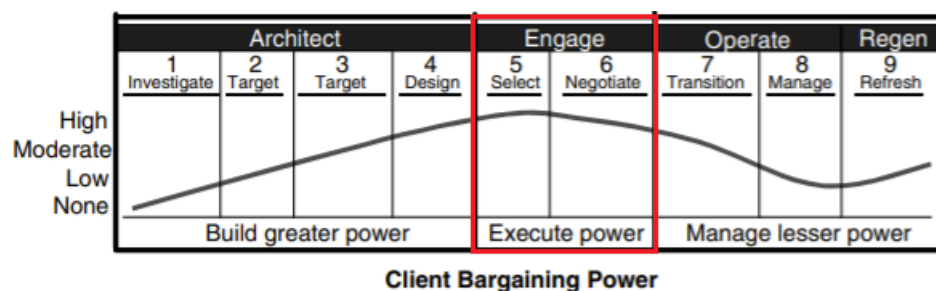 Architect Engage Operate Regen
1 2 3 4 5 6 7 8 9
Investigate Target Target Design Select Negotiate Transition Manage Refresh
High
Moderate
Low
None
Build greater power Execute power Manage lesser power
Client Bargaining Power